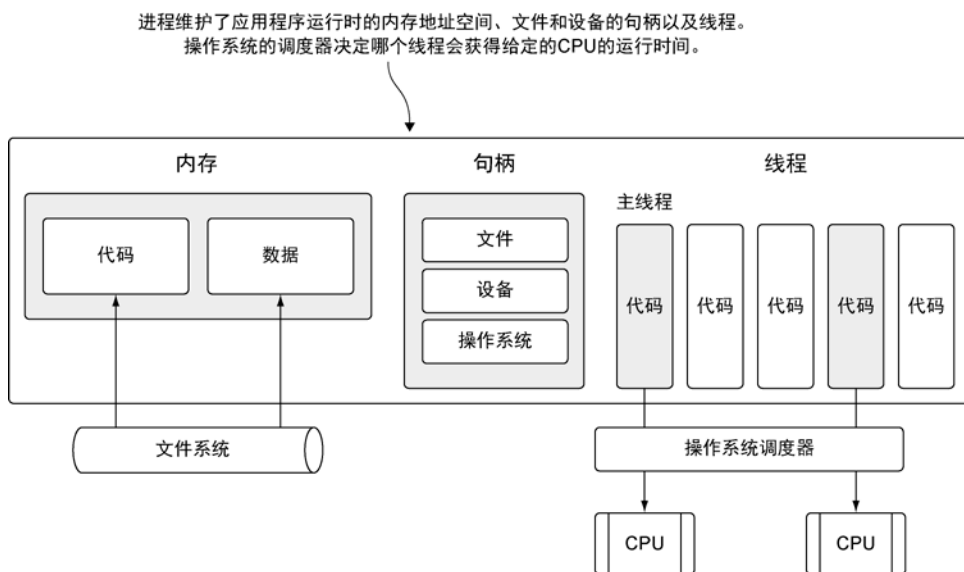 进程维护了应用程序运行时的内存地址空间、文件和设备的句柄以及线程。
操作系统的调度器决定哪个线程会获得给定的CPU的运行时间。
内存
句柄
线程
主线程
代码
数据
文件
设备
操作系统
代码
代码
代码
代码
代码
文件系统
操作系统调度器
CPU
CPU